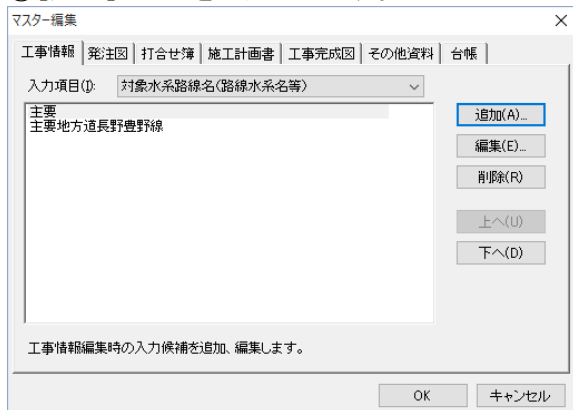 マスター編集
工事情報 発注図 打合せ簿 施工計画書 工事完成図 その他資料 台帳
入力項目(I): 対象水系路線名(路線水系名等)
主要
主要地方道長野豊野線
追加(A)...
編集(E)...
削除(R)
上へ(U)
下へ(D)
工事情報編集時の入力候補を追加、編集します。
OK キャンセル